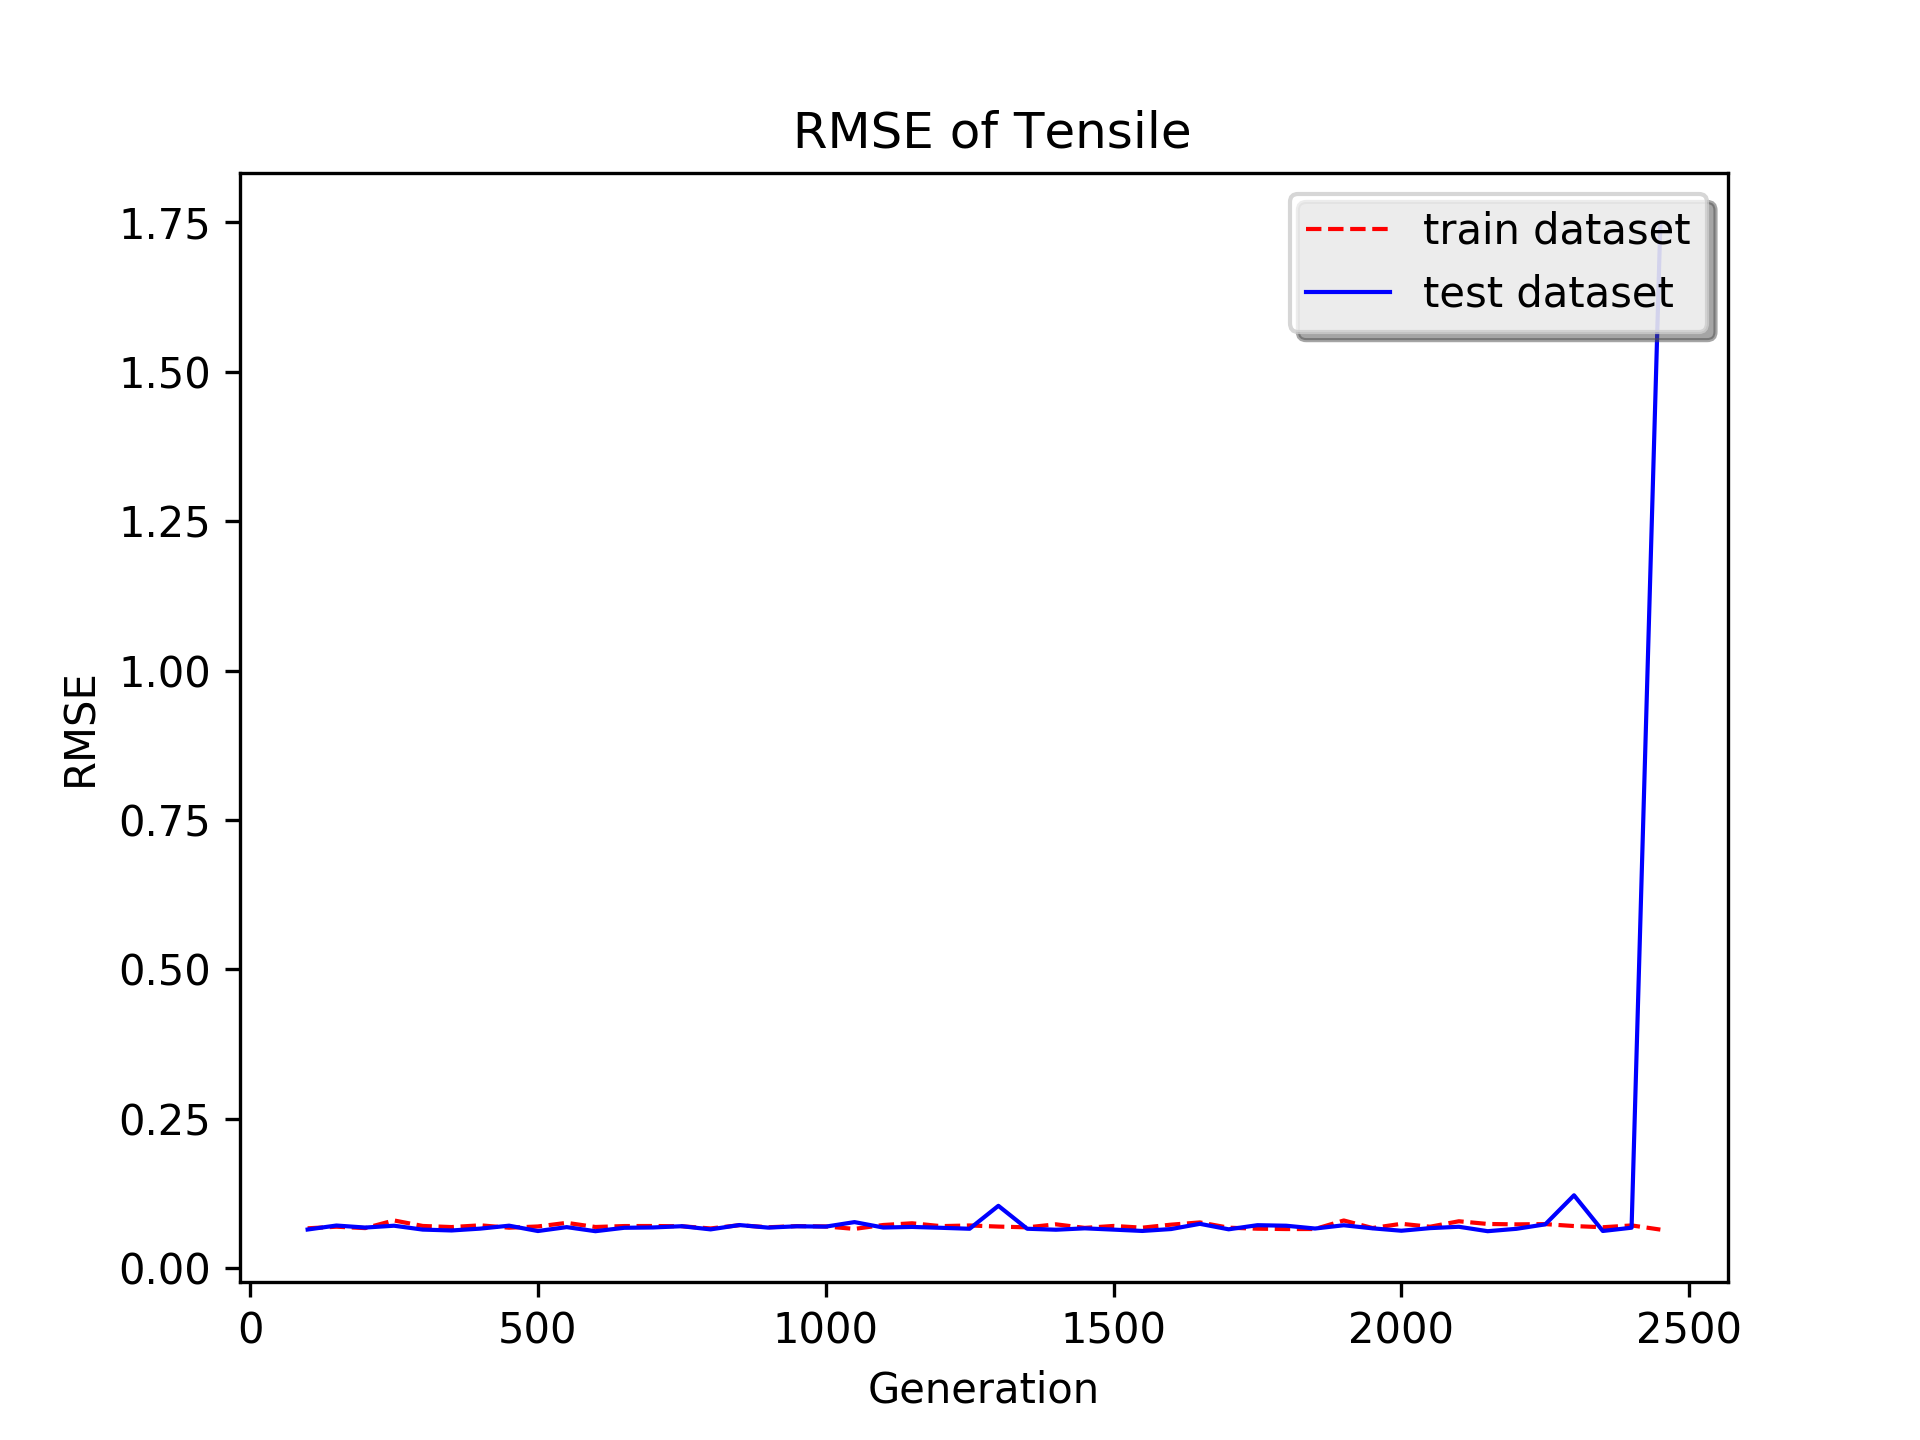 RMSE of Tensile
train dataset
test dataset
1.75
1.50
1.25
1.00
0.75
0.50
0.25
0.00
RMSE
0 500 1000 1500 2000 2500
Generation